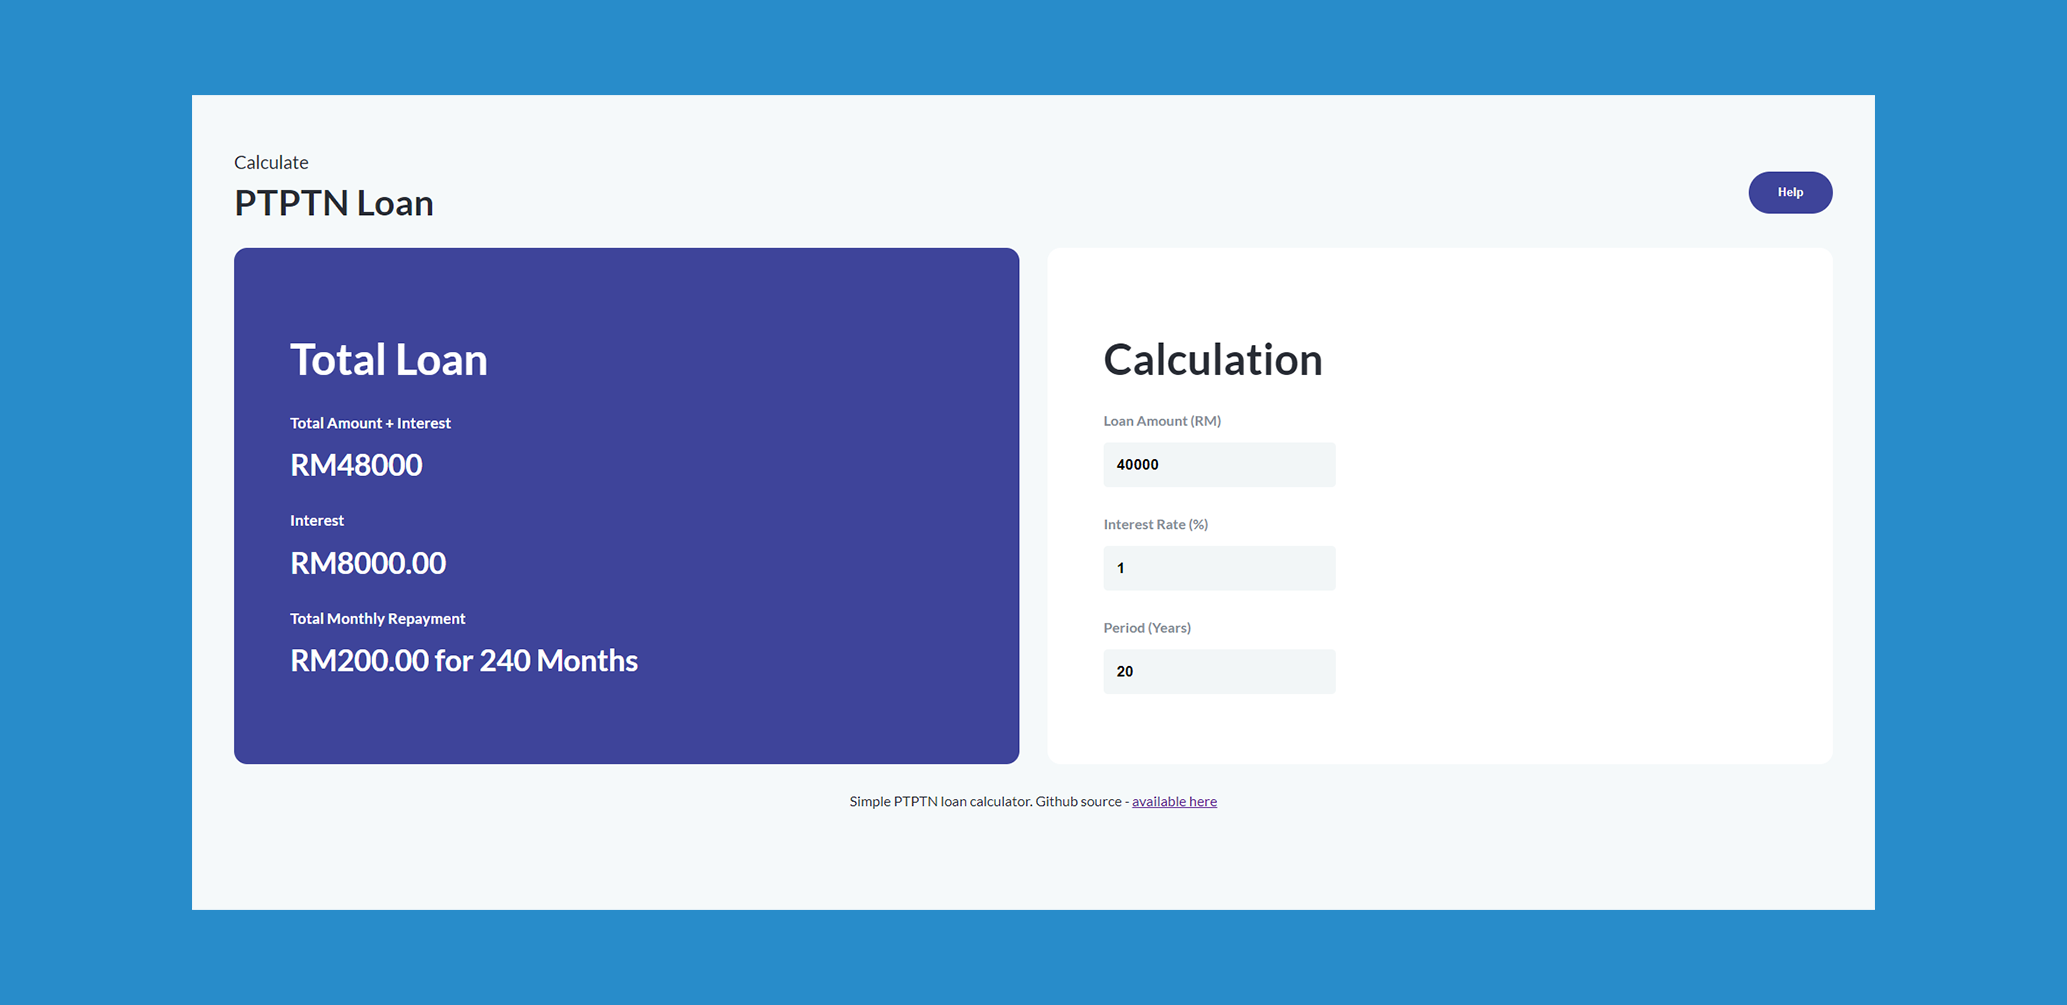 Calculate
PTPTN Loan
Help
Total Loan
Total Amount + Interest
RM48000
Interest
RM8000.00
Total Monthly Repayment
RM200.00 for 240 Months
Calculation
Loan Amount (RM)
40000
Interest Rate (%)
1
Period (Years)
20
Simple PTPTN loan calculator. Github source - available here